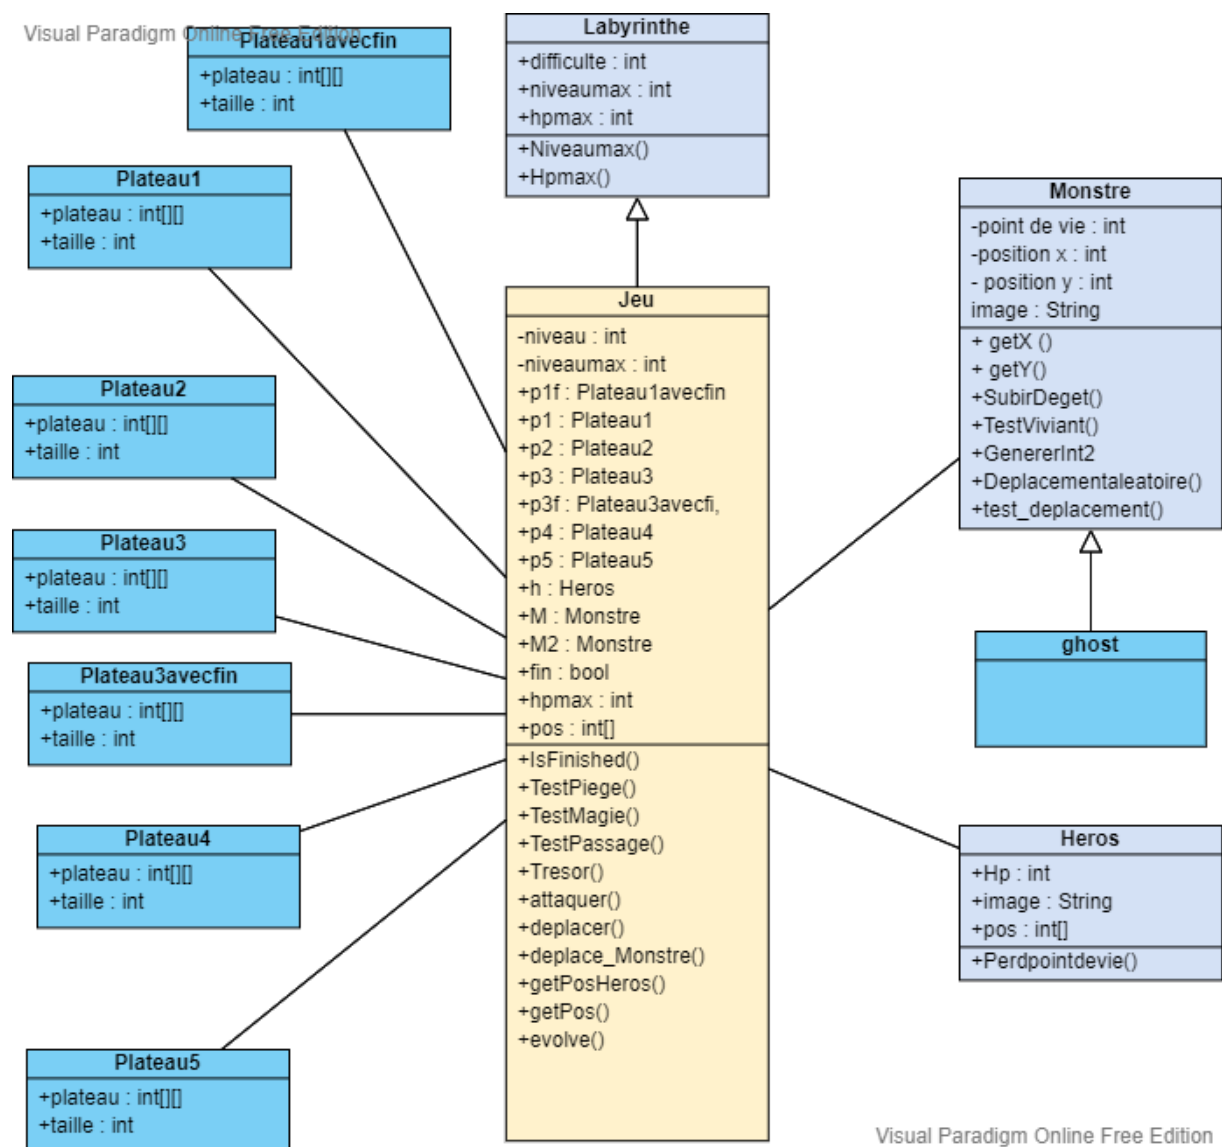 Visual Paradigm Online Free Edition
Plateau1avecfin
+plateau : int[][]
+taille : int
Labyrinthe
+difficulte : int
+niveaumax : int
+hpmax : int
+Niveaumax()
+Hpmax()
Plateau1
+plateau : int[][]
+taille : int
Monstre
-point de vie : int
-position x : int
- position y : int
image : String
+ getX ()
+ getY()
+SubirDeget()
+TestViviant()
+GenererInt2
+Deplacementaleatoire()
+test_deplacement()
Jeu
-niveau : int
-niveaumax : int
+p1f : Plateau1avecfin
+p1 : Plateau1
+p2 : Plateau2
+p3 : Plateau3
+p3f : Plateau3avecfi,
+p4 : Plateau4
+p5 : Plateau5
+h : Heros
+M : Monstre
+M2 : Monstre
+fin : bool
+hpmax : int
+pos : int[]
+IsFinished()
+TestPiege()
+TestMagie()
+TestPassage()
+Tresor()
+attaquer()
+deplacer()
+deplace_Monstre()
+getPosHeros()
+getPos()
+evolve()
Plateau2
+plateau : int[][]
+taille : int
Plateau3
+plateau : int[][]
+taille : int
ghost
Plateau3avecfin
+plateau : int[][]
+taille : int
Plateau4
+plateau : int[][]
+taille : int
Heros
+Hp : int
+image : String
+pos : int[]
+Perdpointdevie()
Plateau5
+plateau : int[][]
+taille : int
Visual Paradigm Online Free Edition